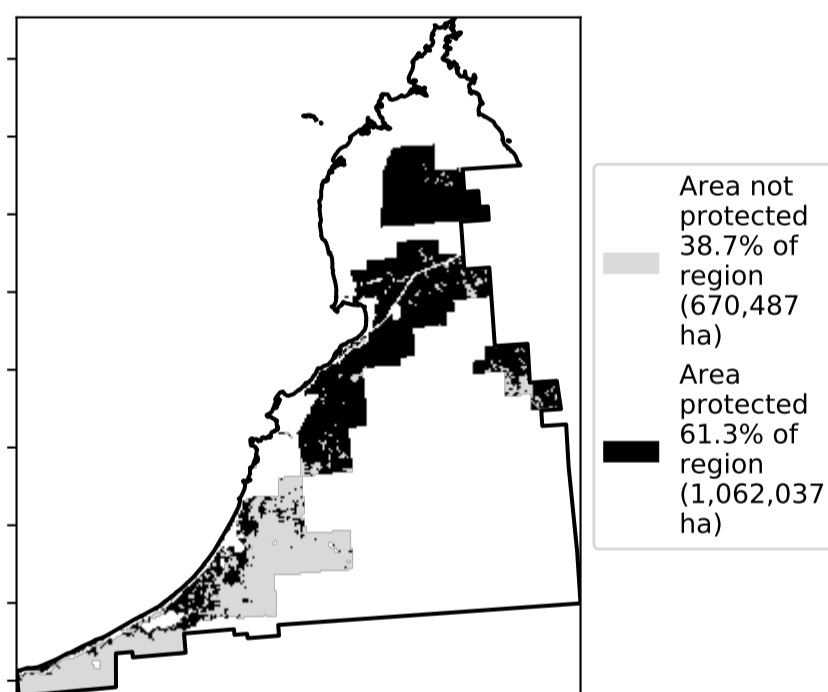 Area not
protected
38.7% of
region
(670,487
ha)
Area
protected
61.3% of
region
(1,062,037
ha)